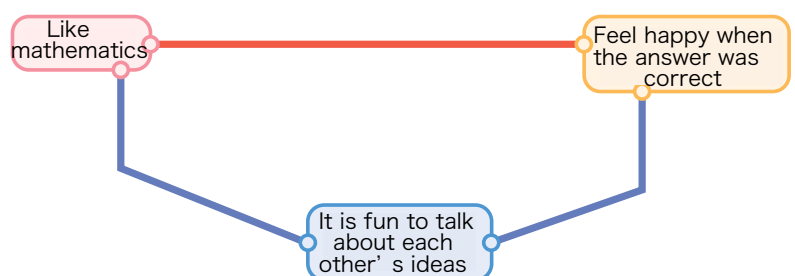 Like
mathematics
Feel happy when
the answer was
correct
It is fun to talk
about each
other’s ideas